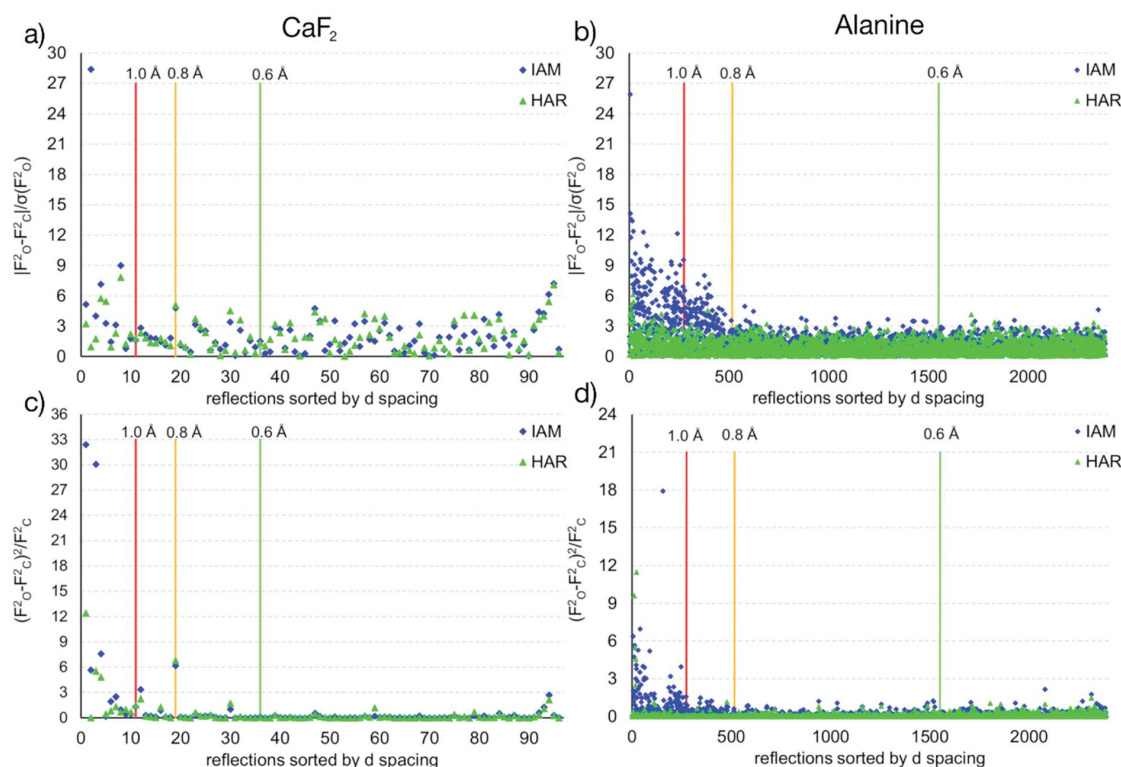 a) CaF2
30
27
24
21
18
15
12
9
6
3
0
|F²O-F²C|/σ(F²O)
1.0 Å 0.8 Å 0.6 Å
IAM
HAR
0 10 20 30 40 50 60 70 80 90
reflections sorted by d spacing
b) Alanine
30
27
24
21
18
15
12
9
6
3
0
|F²O-F²C|/σ(F²O)
1.0 Å 0.8 Å 0.6 Å
IAM
HAR
0 500 1000 1500 2000
reflections sorted by d spacing
c)
36
33
30
27
24
21
18
15
12
9
6
3
0
(F²O-F²C)²/F²C
1.0 Å 0.8 Å 0.6 Å
IAM
HAR
0 10 20 30 40 50 60 70 80 90
reflections sorted by d spacing
d)
24
21
18
15
12
9
6
3
0
(F²O-F²C)²/F²C
1.0 Å 0.8 Å 0.6 Å
IAM
HAR
0 500 1000 1500 2000
reflections sorted by d spacing